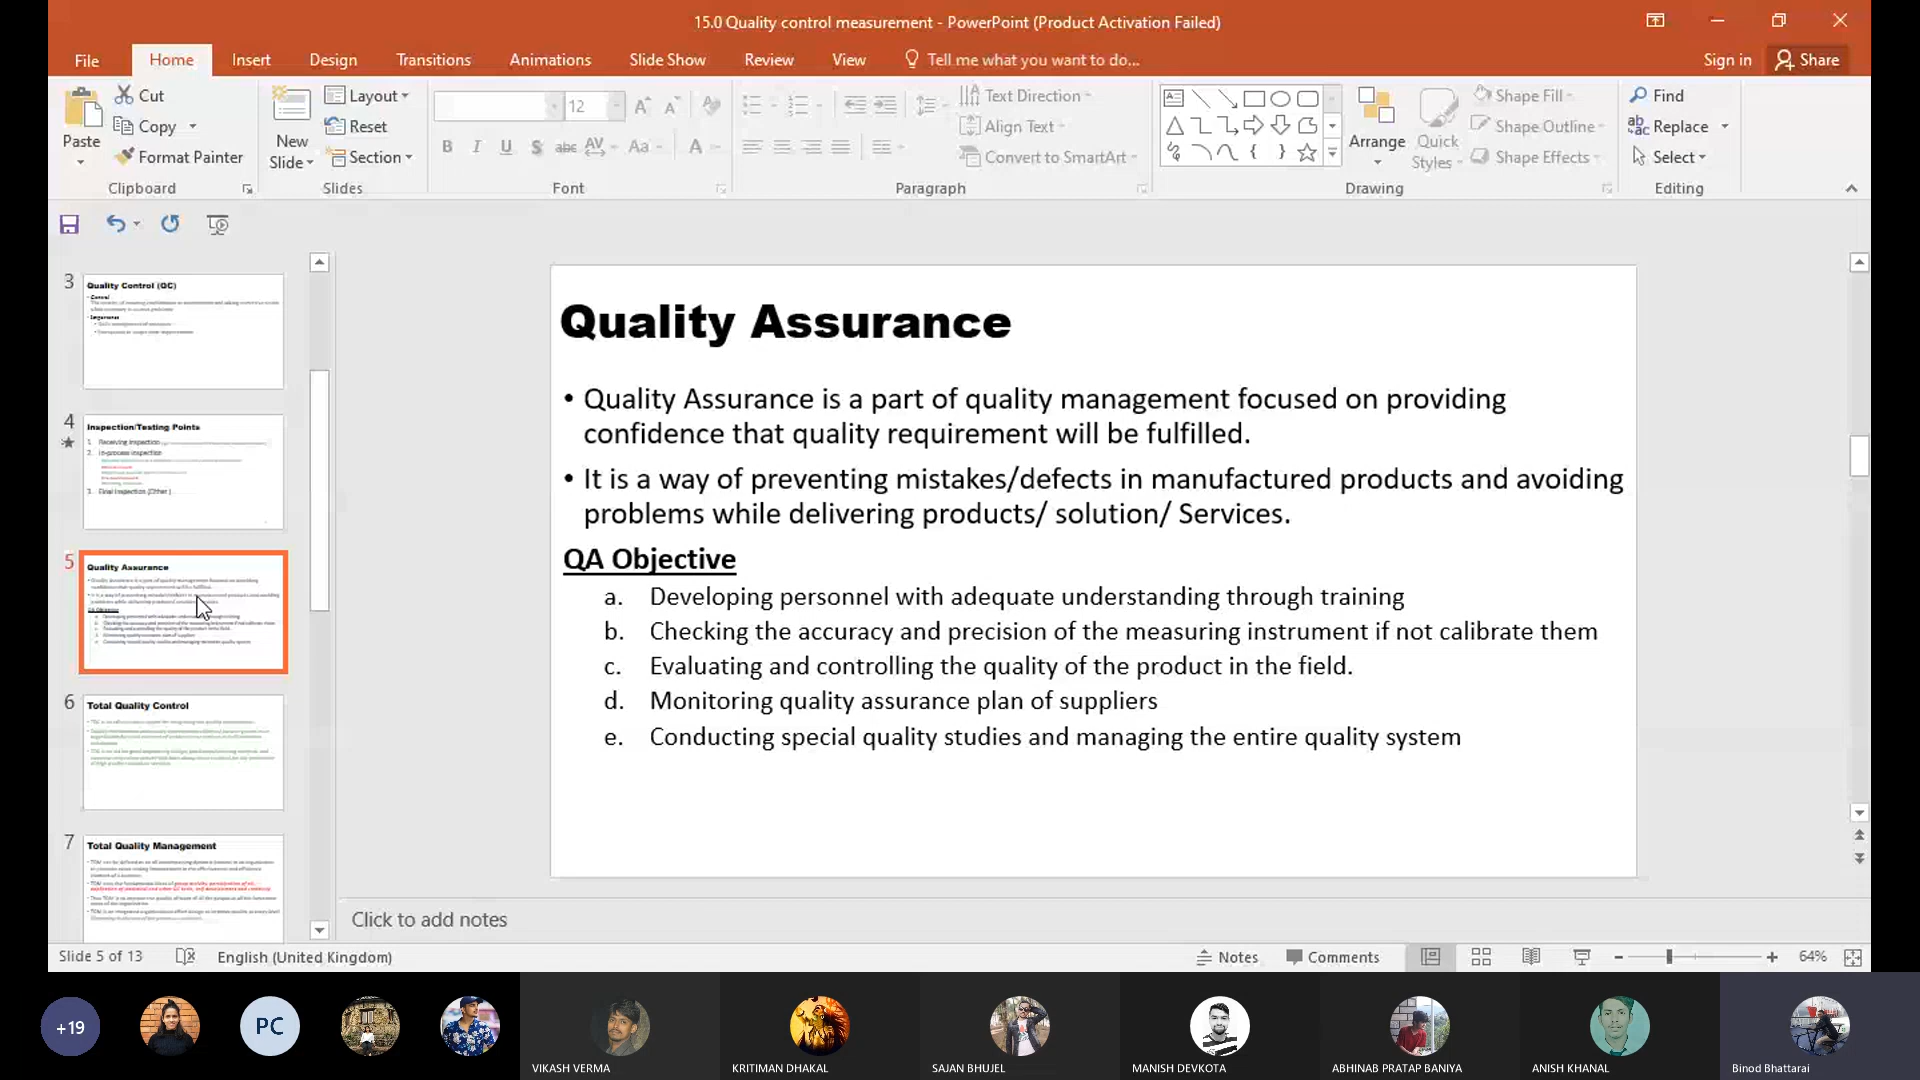 15.0 Quality control measurement - PowerPoint (Product Activation Failed)
File Home Insert Design Transitions Animations Slide Show Review View Tell me what you want to do... Sign in Share
Paste
Cut
Copy
Format Painter
Clipboard
New
Slide
Layout
Reset
Section
Slides
12
B I U S abc AV Aa A
Font
Text Direction
Align Text
Convert to SmartArt
Paragraph
Arrange
Quick
Styles
Shape Fill
Shape Outline
Shape Effects
Drawing
Find
Replace
Select
Editing
3
Quality Control (QC)
4
Inspection/Testing Points
1. Receiving Inspection
2. In-process inspection
5
Quality Assurance
6
Total Quality Control
7
Total Quality Management
Quality Assurance
• Quality Assurance is a part of quality management focused on providing
confidence that quality requirement will be fulfilled.
• It is a way of preventing mistakes/defects in manufactured products and avoiding
problems while delivering products/ solution/ Services.
QA Objective
a. Developing personnel with adequate understanding through training
b. Checking the accuracy and precision of the measuring instrument if not calibrate them
c. Evaluating and controlling the quality of the product in the field.
d. Monitoring quality assurance plan of suppliers
e. Conducting special quality studies and managing the entire quality system
Click to add notes
Slide 5 of 13 English (United Kingdom) Notes Comments 64%
+19 PC
VIKASH VERMA KRITIMAN DHAKAL SAJAN BHUJEL MANISH DEVKOTA ABHINAB PRATAP BANIYA ANISH KHANAL Binod Bhattarai